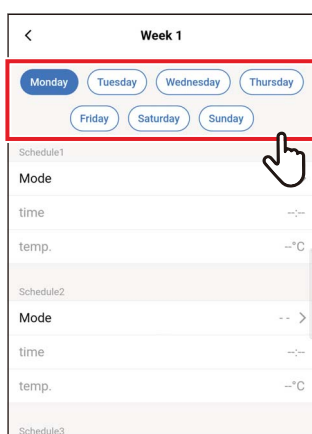 Week 1
Monday Tuesday Wednesday Thursday
Friday Saturday Sunday
Schedule1
Mode
time --:--
temp. --°C
Schedule2
Mode - - >
time --:--
temp. --°C
Schedule3